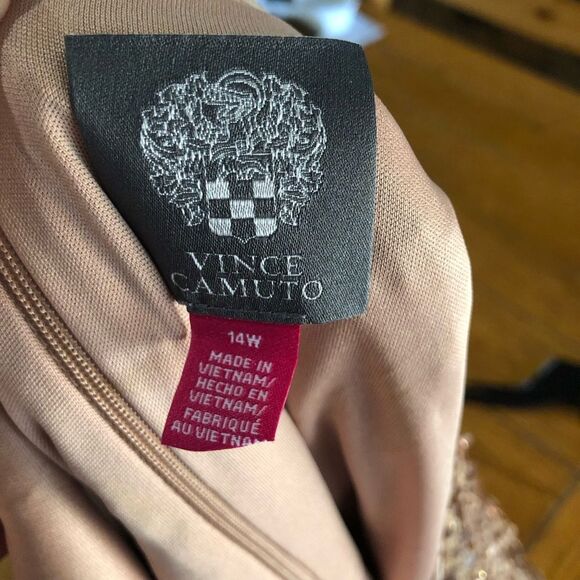 VINCE
CAMUTO
14W
MADE IN
VIETNAM/
HECHO EN
VIETNAM/
FABRIQUÉ
AU VIETNAM